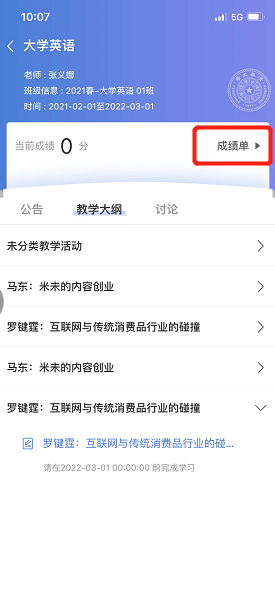 10:07
5G
大学英语
老师：张义娜
班级信息：2021春-大学英语 01班
时间：2021-02-01至2022-03-01
当前成绩 0 分
成绩单
公告 教学大纲 讨论
未分类教学活动
马东：米未的内容创业
罗键霆：互联网与传统消费品行业的碰撞
马东：米未的内容创业
罗键霆：互联网与传统消费品行业的碰撞
罗键霆：互联网与传统消费品行业的碰...
请在2022-03-01 00:00:00 前完成学习